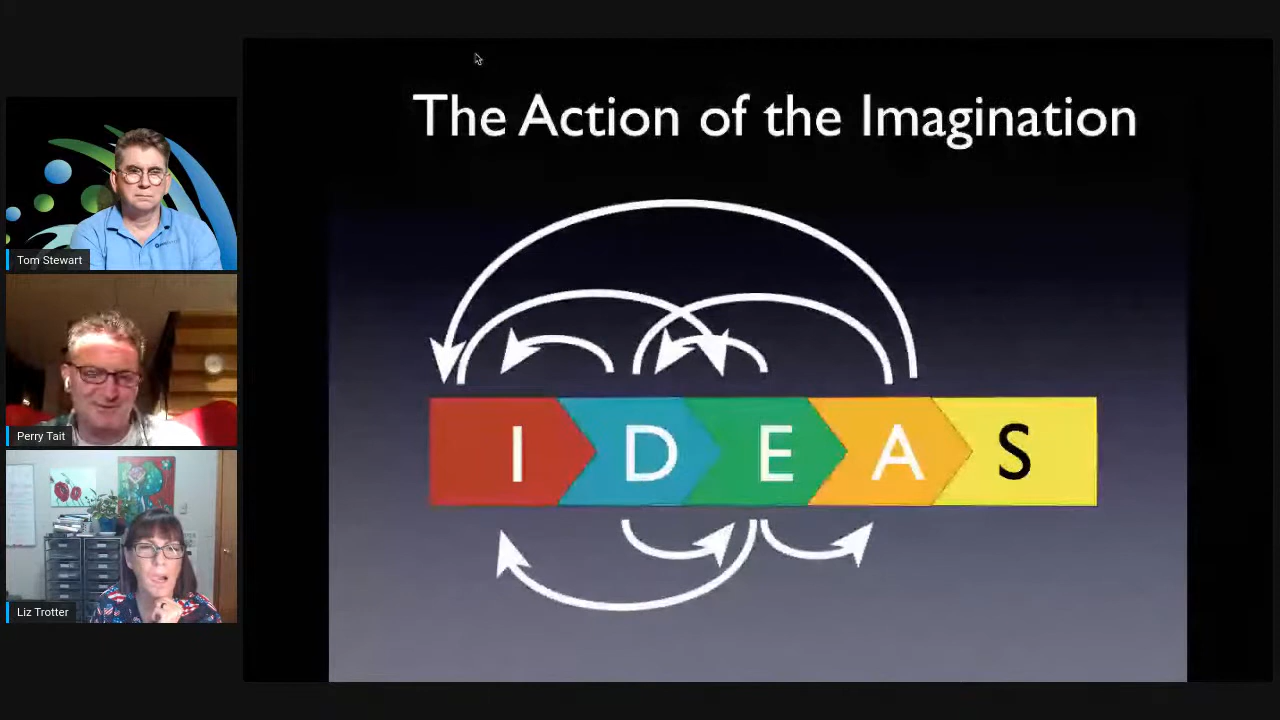 The Action of the Imagination
Tom Stewart
Perry Tait
I D E A S
Liz Trotter